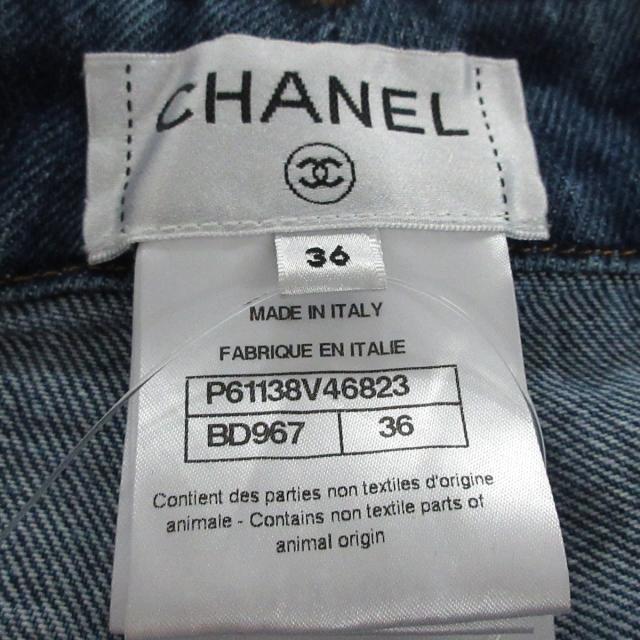 CHANEL
36
MADE IN ITALY
FABRIQUE EN ITALIE
P61138V46823
BD967 36
Contient des parties non textiles d'origine
animale - Contains non textile parts of
animal origin